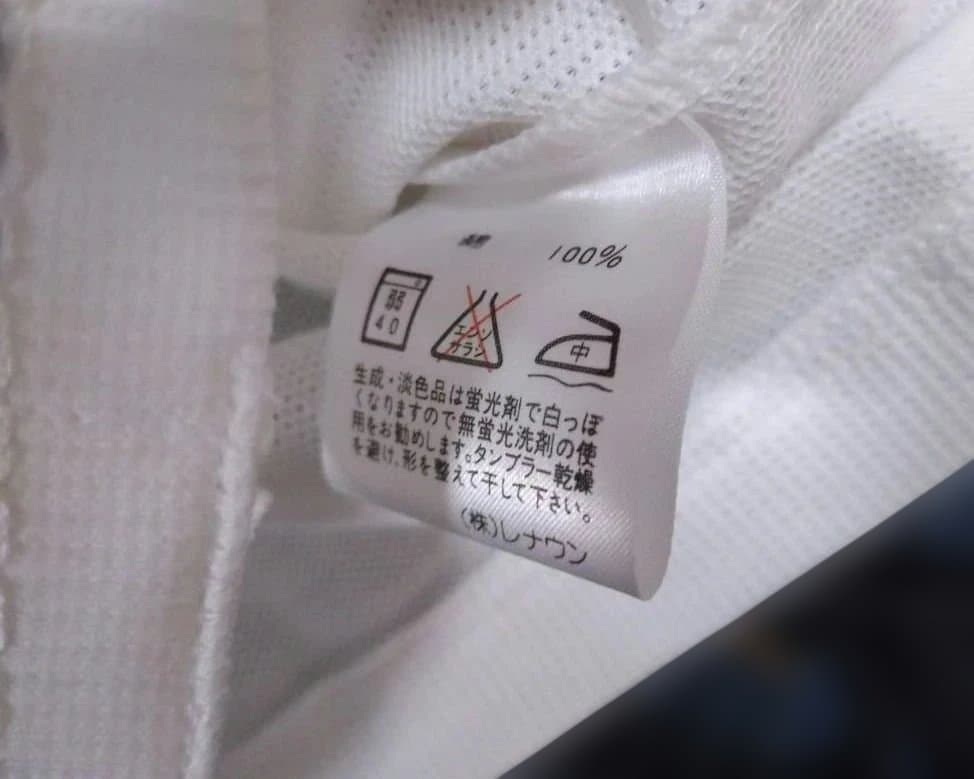 綿 100%
弱
40
エンソ
サラシ
中
生成・淡色品は蛍光剤で白っぽ
くなりますので無蛍光洗剤の使
用をお勧めします。タンブラー乾燥
を避け、形を整えて干して下さい。
(株)レナウン